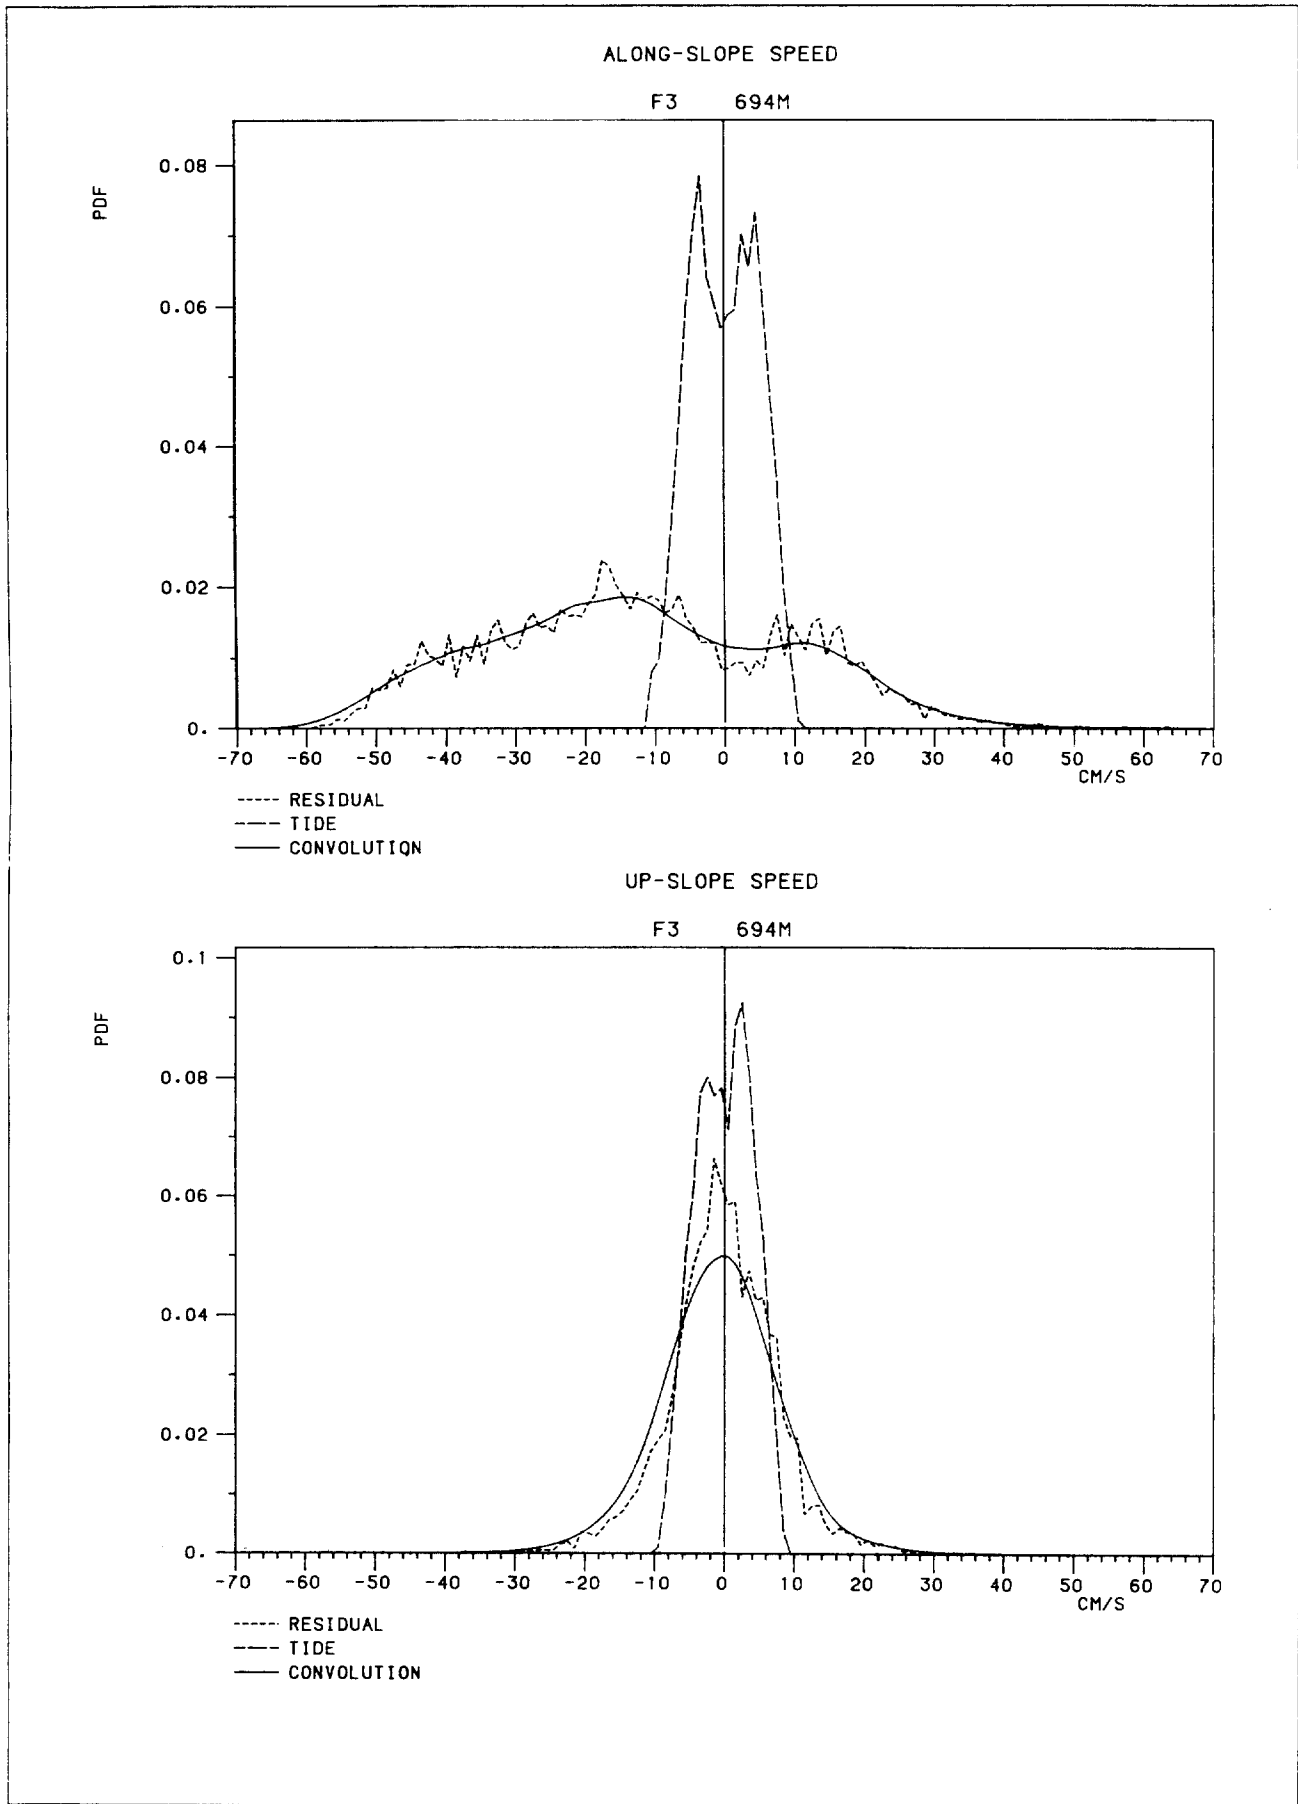 ALONG-SLOPE SPEED
F3 694M
PDF
0.08
0.06
0.04
0.02
0.
-70 -60 -50 -40 -30 -20 -10 0 10 20 30 40 50 60 70
CM/S
RESIDUAL
TIDE
CONVOLUTION
UP-SLOPE SPEED
F3 694M
PDF
0.1
0.08
0.06
0.04
0.02
0.
-70 -60 -50 -40 -30 -20 -10 0 10 20 30 40 50 60 70
CM/S
RESIDUAL
TIDE
CONVOLUTION